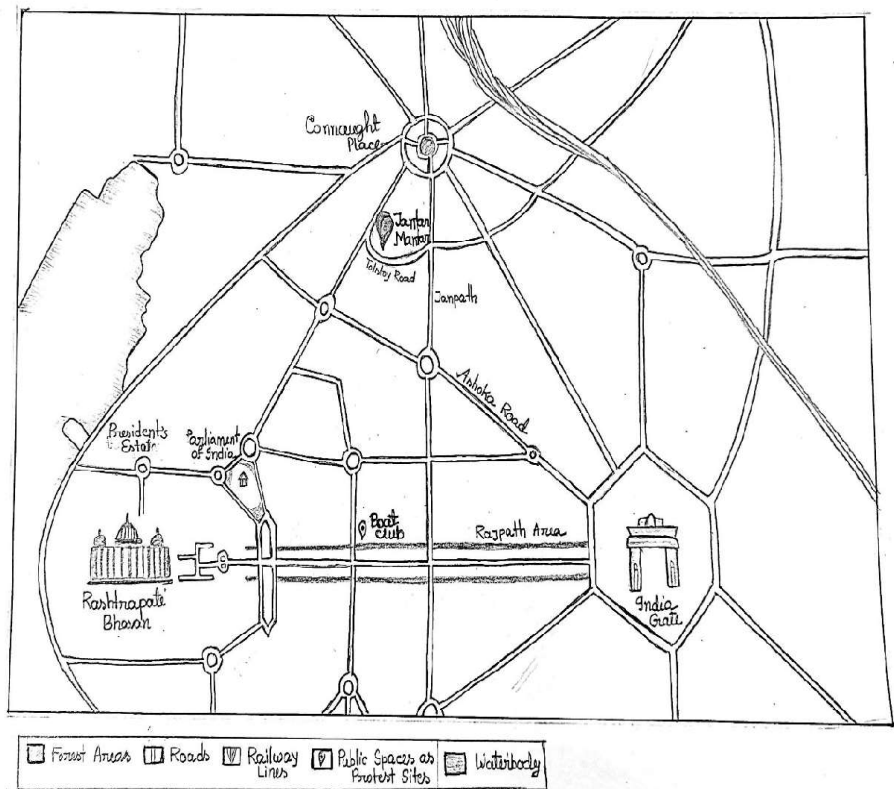 Connaught
Place
Jantar
Mantar
Tolstoy Road
Janpath
Ashoka Road
President's
Estate
Parliament
of India
Boat
club
Rajpath Area
Rashtrapati
Bhavan
India
Gate
Forest Areas
Roads
Railway
Lines
Public Spaces as
Protest Sites
Waterbody